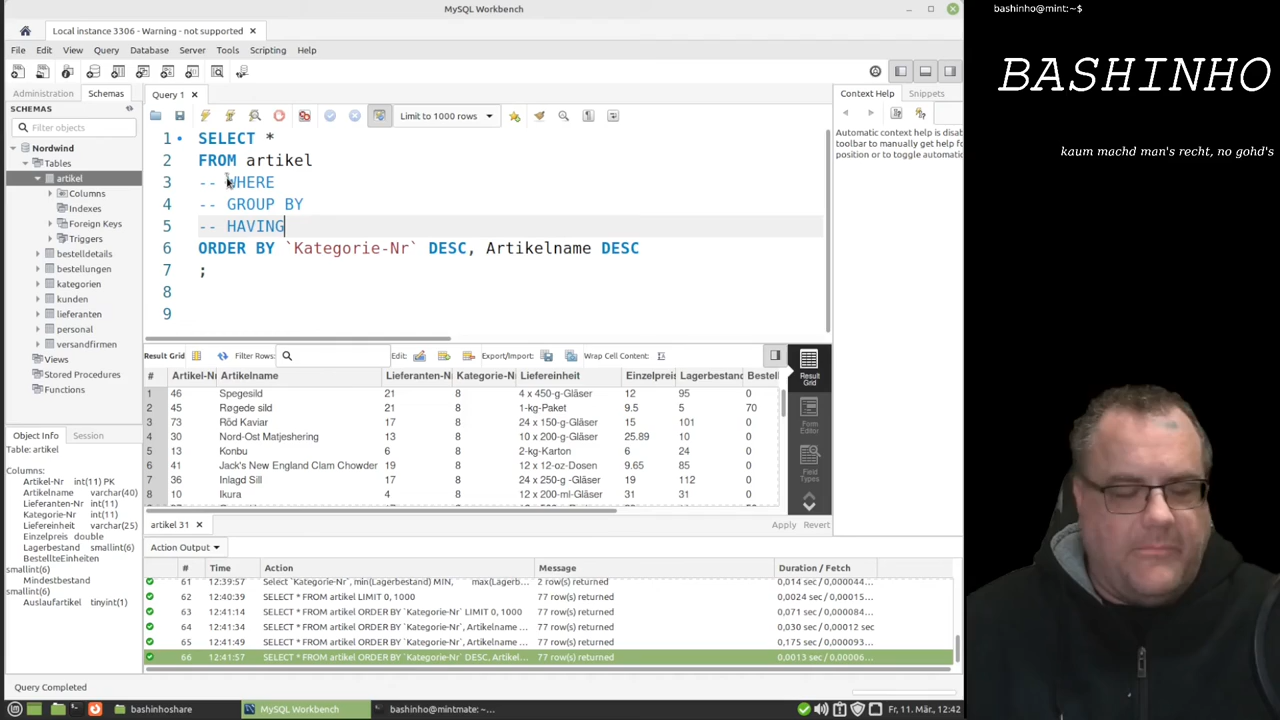 MySQL Workbench
bashinho@mint:~$
Local instance 3306 - Warning - not supported
File Edit View Query Database Server Tools Scripting Help
BASHINHO
kaum machd man's recht, no gohd's
Administration Schemas
SCHEMAS
Filter objects
Nordwind
Tables
artikel
Columns
Indexes
Foreign Keys
Triggers
bestelldetails
bestellungen
kategorien
kunden
lieferanten
personal
versandfirmen
Views
Stored Procedures
Functions
Object Info Session
Table: artikel
Columns:
Artikel-Nr int(11) PK
Artikelname varchar(40)
Lieferanten-Nr int(11)
Kategorie-Nr int(11)
Liefereinheit varchar(25)
Einzelpreis double
Lagerbestand smallint(6)
BestellteEinheiten
smallint(6)
Mindestbestand
smallint(6)
Auslaufartikel tinyint(1)
Query 1
Limit to 1000 rows
1 SELECT *
2 FROM artikel
3 -- WHERE
4 -- GROUP BY
5 -- HAVING
6 ORDER BY `Kategorie-Nr` DESC, Artikelname DESC
7 ;
8
9
Context Help Snippets
Automatic context help is disab
toolbar to manually get help fo
position or to toggle automatic
Result Grid Filter Rows: Edit: Export/Import: Wrap Cell Content:
# Artikel-Nr Artikelname Lieferanten-Nr Kategorie-Nr Liefereinheit Einzelpreis Lagerbestand Bestell
1 46 Spegesild 21 8 4 x 450-g-Gläser 12 95 0
2 45 Røgede sild 21 8 1-kg-Paket 9.5 5 70
3 73 Röd Kaviar 17 8 24 x 150-g-Gläser 15 101 0
4 30 Nord-Ost Matjeshering 13 8 10 x 200-g-Gläser 25.89 10 0
5 13 Konbu 6 8 2-kg-Karton 6 24 0
6 41 Jack's New England Clam Chowder 19 8 12 x 12-oz-Dosen 9.65 85 0
7 36 Inlagd Sill 17 8 24 x 250-g -Gläser 19 112 0
8 10 Ikura 4 8 12 x 200-ml-Gläser 31 31 0
Result Grid
Form Editor
Field Types
artikel 31
Apply Revert
Action Output
# Time Action Message Duration / Fetch
61 12:39:57 Select `Kategorie-Nr`, min(Lagerbestand) MIN, max(Lagerb... 2 row(s) returned 0,014 sec / 0,000044...
62 12:40:39 SELECT * FROM artikel LIMIT 0, 1000 77 row(s) returned 0,0024 sec / 0,00015...
63 12:41:14 SELECT * FROM artikel ORDER BY `Kategorie-Nr` LIMIT 0, 1000 77 row(s) returned 0,071 sec / 0,000084...
64 12:41:34 SELECT * FROM artikel ORDER BY `Kategorie-Nr`, Artikelname ... 77 row(s) returned 0,030 sec / 0,00012 sec
65 12:41:49 SELECT * FROM artikel ORDER BY `Kategorie-Nr`, Artikelname ... 77 row(s) returned 0,175 sec / 0,000093...
66 12:41:57 SELECT * FROM artikel ORDER BY `Kategorie-Nr` DESC, Artikel... 77 row(s) returned 0,0013 sec / 0,00006...
Query Completed
bashinhoshare MySQL Workbench bashinho@mintmate: ~... Fr, 11. Mär., 12:42